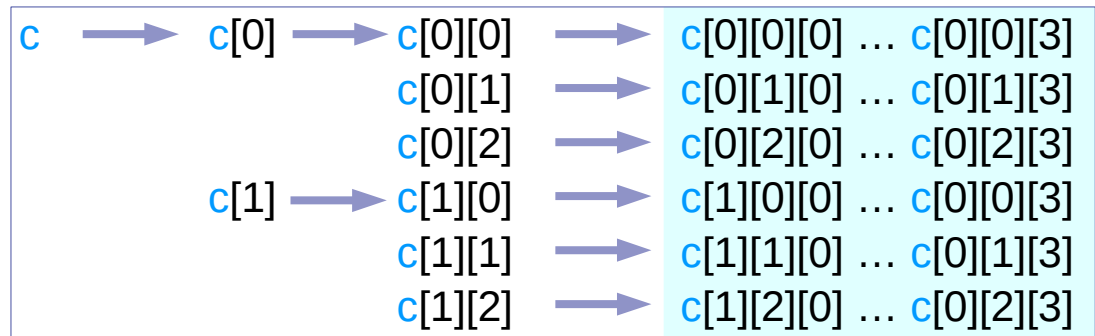 c c[0] c[0][0] c[0][0][0] … c[0][0][3]
c[0][1] c[0][1][0] … c[0][1][3]
c[0][2] c[0][2][0] … c[0][2][3]
c[1] c[1][0] c[1][0][0] … c[0][0][3]
c[1][1] c[1][1][0] … c[0][1][3]
c[1][2] c[1][2][0] … c[0][2][3]